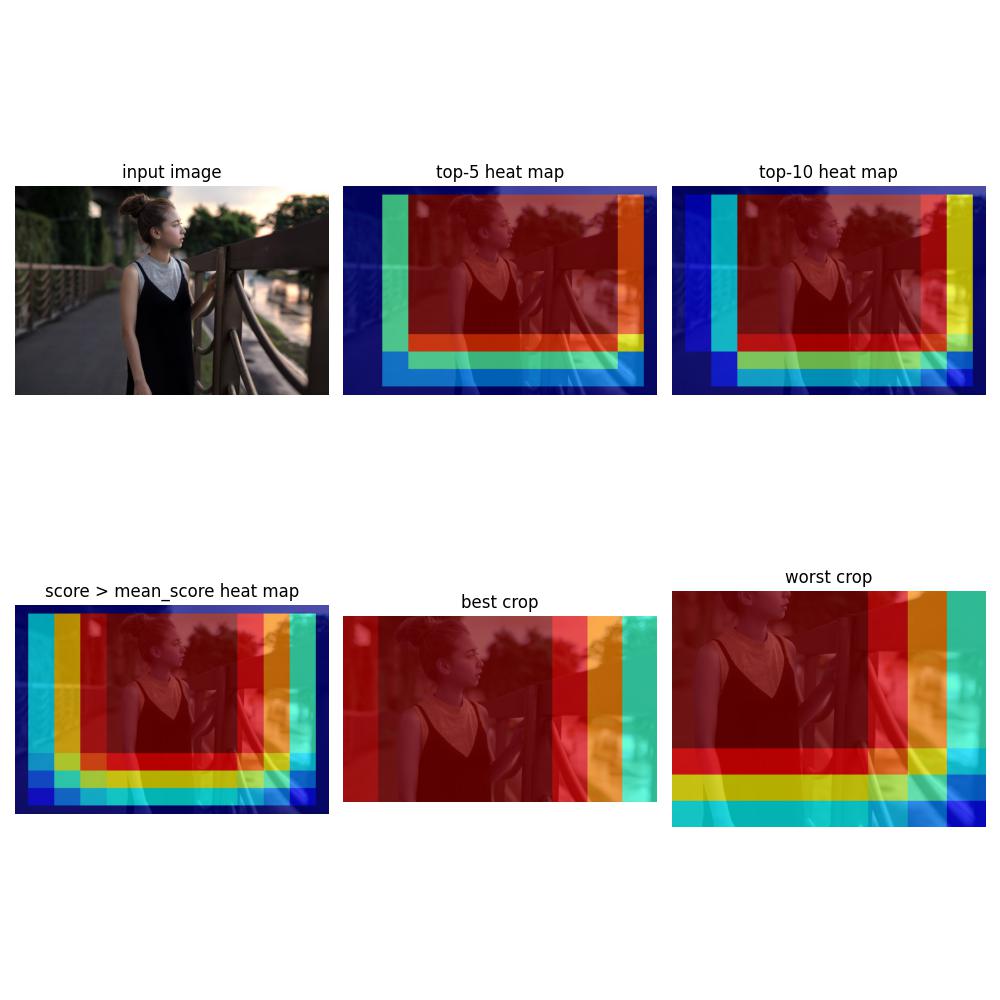 input image
top-5 heat map
top-10 heat map
score > mean_score heat map
best crop
worst crop